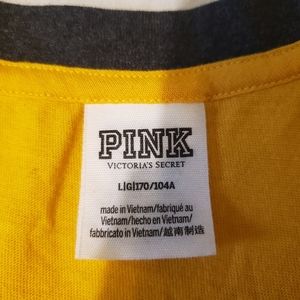 PINK
VICTORIA'S SECRET
L|G|170/104A
made in Vietnam/fabriqué au
Vietnam/hecho en Vietnam/
fabbricato in Vietnam/越南制造